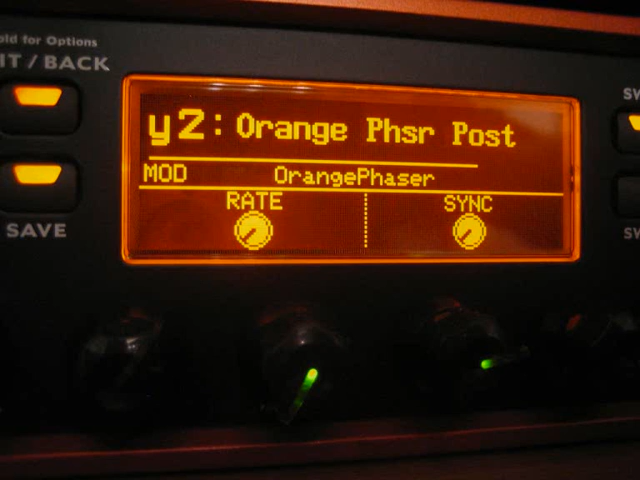 old for Options
IT / BACK
SAVE
y2: Orange Phsr Post
MOD OrangePhaser
RATE SYNC
SW
SW